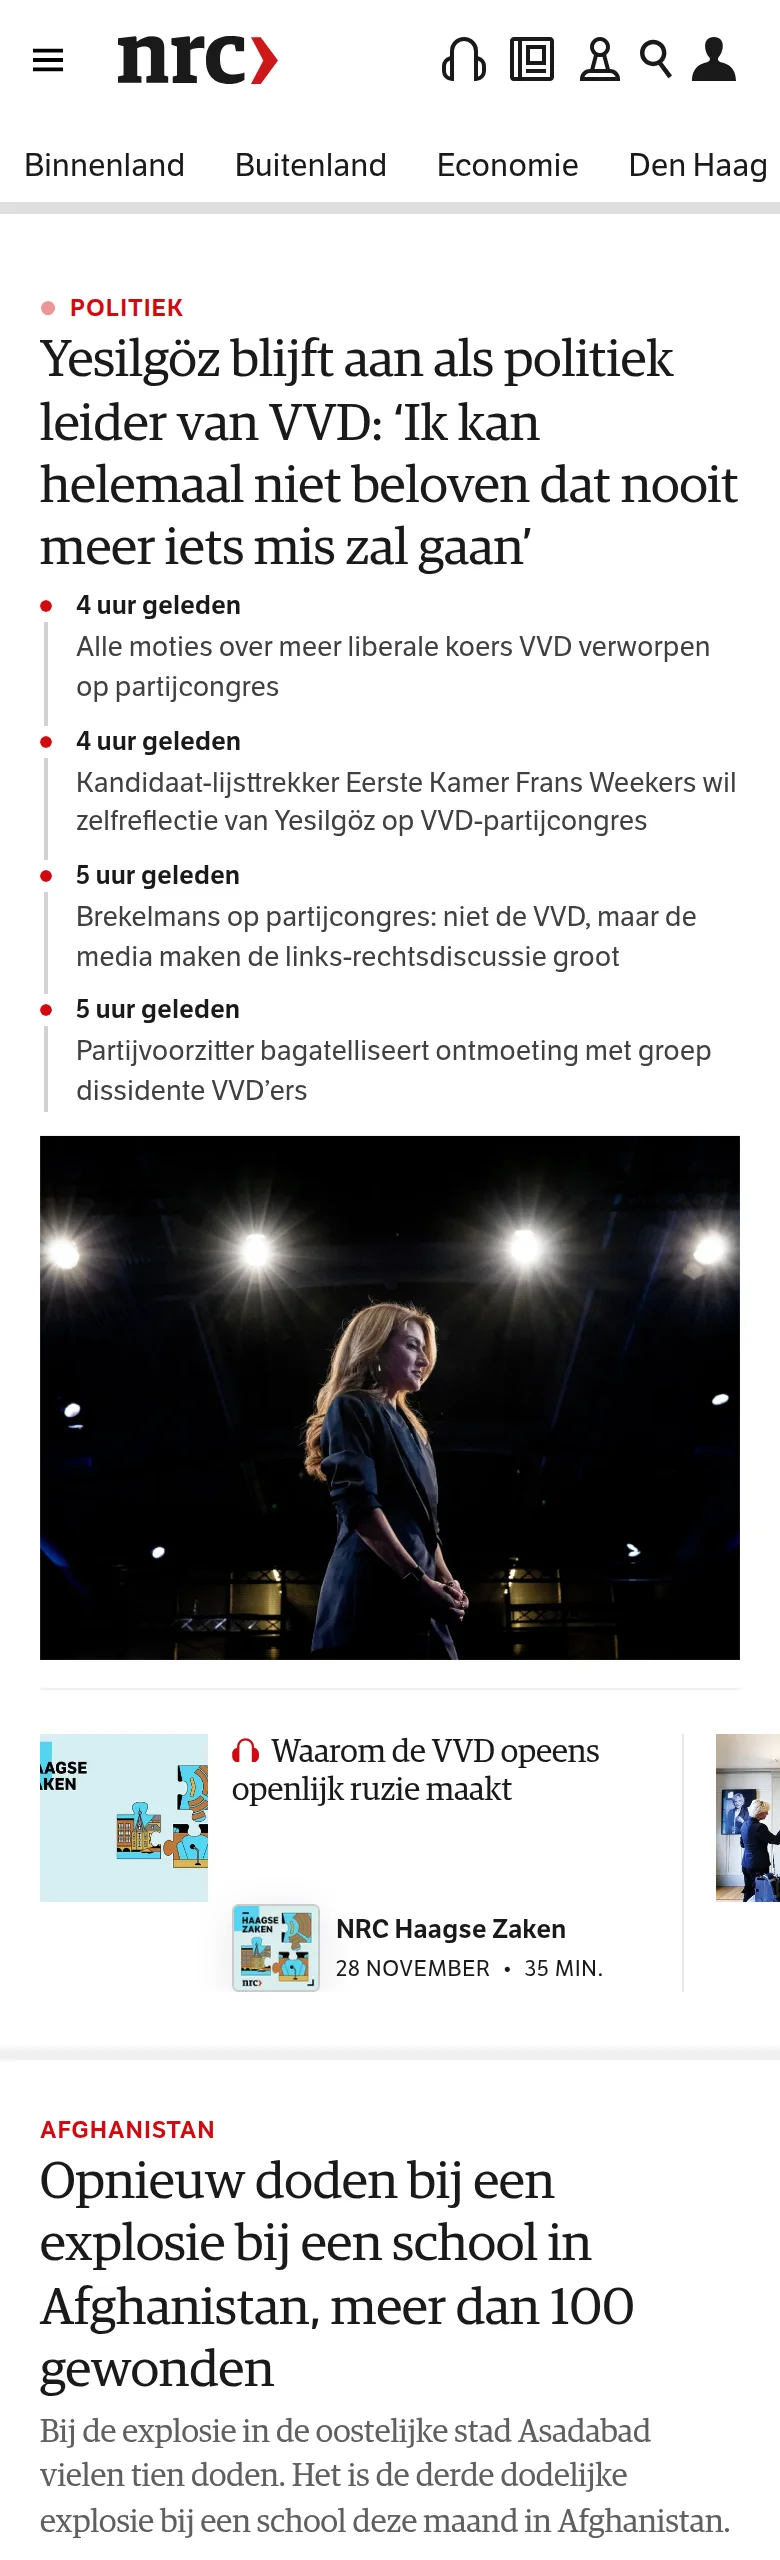 nrc
Binnenland Buitenland Economie Den Haag
POLITIEK
Yesilgöz blijft aan als politiek
leider van VVD: ‘Ik kan
helemaal niet beloven dat nooit
meer iets mis zal gaan’
4 uur geleden
Alle moties over meer liberale koers VVD verworpen
op partijcongres
4 uur geleden
Kandidaat-lijsttrekker Eerste Kamer Frans Weekers wil
zelfreflectie van Yesilgöz op VVD-partijcongres
5 uur geleden
Brekelmans op partijcongres: niet de VVD, maar de
media maken de links-rechtsdiscussie groot
5 uur geleden
Partijvoorzitter bagatelliseert ontmoeting met groep
dissidente VVD’ers
AAGSE
AKEN
Waarom de VVD opeens
openlijk ruzie maakt
HAAGSE
ZAKEN
nrc
NRC Haagse Zaken
28 NOVEMBER • 35 MIN.
AFGHANISTAN
Opnieuw doden bij een
explosie bij een school in
Afghanistan, meer dan 100
gewonden
Bij de explosie in de oostelijke stad Asadabad
vielen tien doden. Het is de derde dodelijke
explosie bij een school deze maand in Afghanistan.